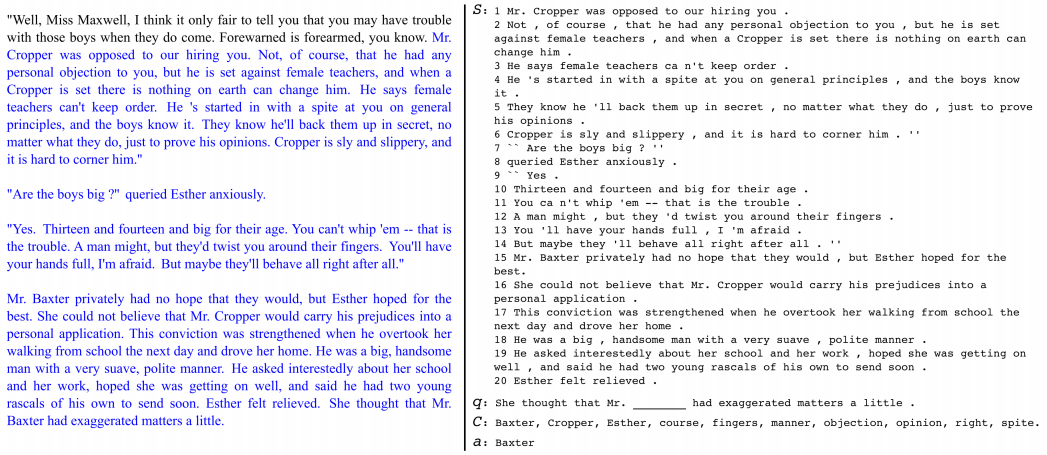 "Well, Miss Maxwell, I think it only fair to tell you that you may have trouble
with those boys when they do come. Forewarned is forearmed, you know. Mr.
Cropper was opposed to our hiring you. Not, of course, that he had any
personal objection to you, but he is set against female teachers, and when a
Cropper is set there is nothing on earth can change him. He says female
teachers can't keep order. He 's started in with a spite at you on general
principles, and the boys know it. They know he'll back them up in secret, no
matter what they do, just to prove his opinions. Cropper is sly and slippery, and
it is hard to corner him."
"Are the boys big ?" queried Esther anxiously.
"Yes. Thirteen and fourteen and big for their age. You can't whip 'em -- that is
the trouble. A man might, but they'd twist you around their fingers. You'll have
your hands full, I'm afraid. But maybe they'll behave all right after all."
Mr. Baxter privately had no hope that they would, but Esther hoped for the
best. She could not believe that Mr. Cropper would carry his prejudices into a
personal application. This conviction was strengthened when he overtook her
walking from school the next day and drove her home. He was a big, handsome
man with a very suave, polite manner. He asked interestedly about her school
and her work, hoped she was getting on well, and said he had two young
rascals of his own to send soon. Esther felt relieved. She thought that Mr.
Baxter had exaggerated matters a little.
S: 1 Mr. Cropper was opposed to our hiring you .
2 Not , of course , that he had any personal objection to you , but he is set
against female teachers , and when a Cropper is set there is nothing on earth can
change him .
3 He says female teachers ca n't keep order .
4 He 's started in with a spite at you on general principles , and the boys know
it .
5 They know he 'll back them up in secret , no matter what they do , just to prove
his opinions .
6 Cropper is sly and slippery , and it is hard to corner him . ''
7 `` Are the boys big ? ''
8 queried Esther anxiously .
9 `` Yes .
10 Thirteen and fourteen and big for their age .
11 You ca n't whip 'em -- that is the trouble .
12 A man might , but they 'd twist you around their fingers .
13 You 'll have your hands full , I 'm afraid .
14 But maybe they 'll behave all right after all . ''
15 Mr. Baxter privately had no hope that they would , but Esther hoped for the
best.
16 She could not believe that Mr. Cropper would carry his prejudices into a
personal application .
17 This conviction was strengthened when he overtook her walking from school the
next day and drove her home .
18 He was a big , handsome man with a very suave , polite manner .
19 He asked interestedly about her school and her work , hoped she was getting on
well , and said he had two young rascals of his own to send soon .
20 Esther felt relieved .
q: She thought that Mr. ________ had exaggerated matters a little .
C: Baxter, Cropper, Esther, course, fingers, manner, objection, opinion, right, spite.
a: Baxter